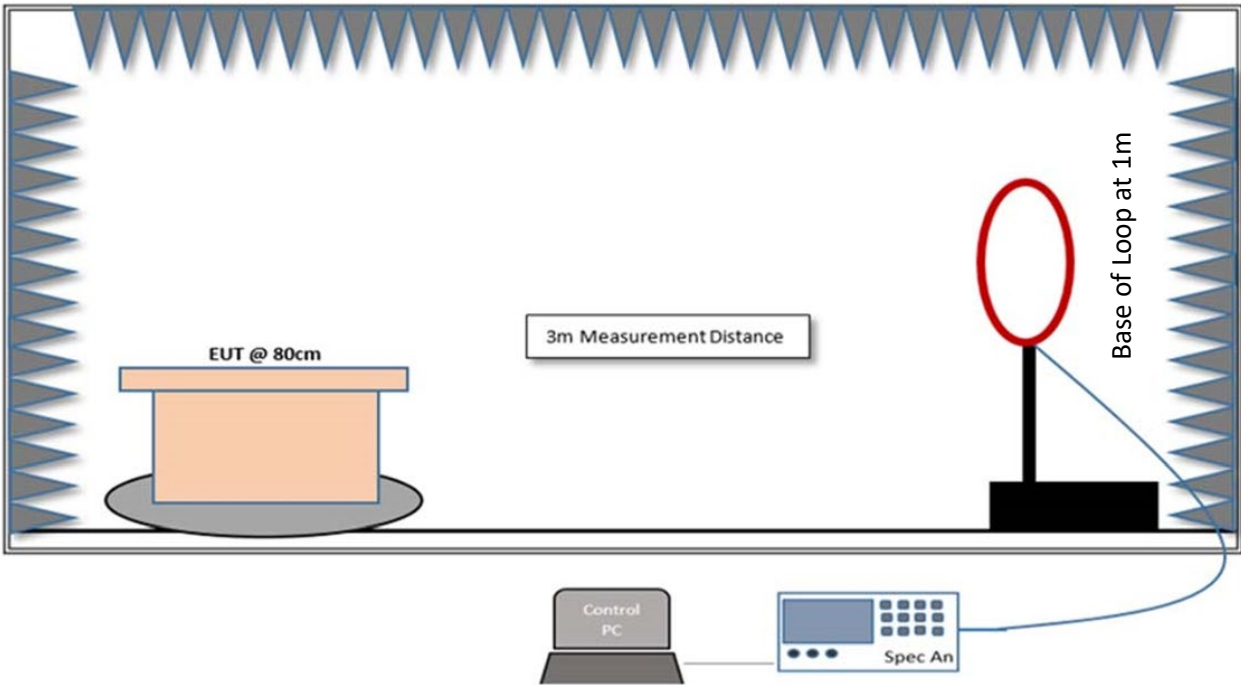 Base of Loop at 1m
3m Measurement Distance
EUT @ 80cm
Control
PC
Spec An